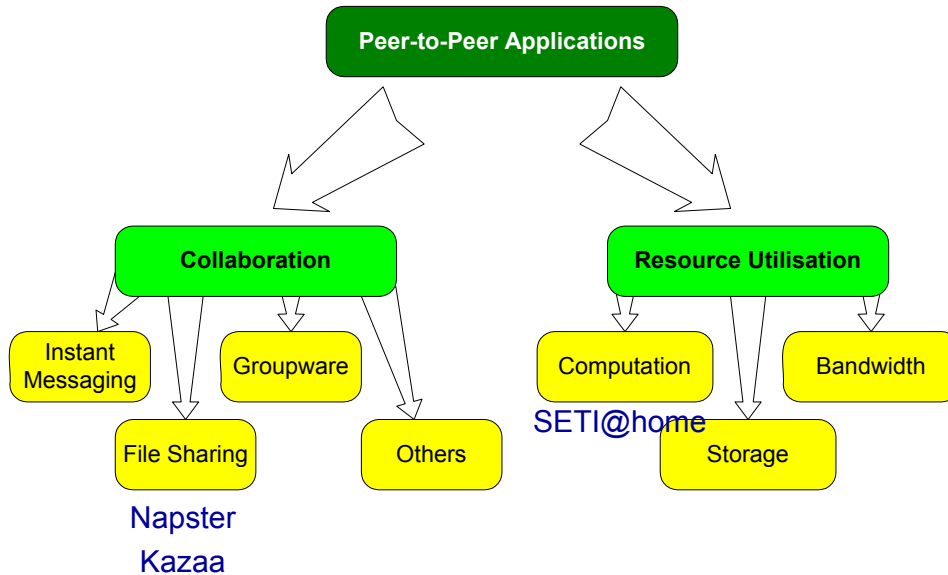 Peer-to-Peer Applications
Collaboration
Resource Utilisation
Instant
Messaging
Groupware
Computation
Bandwidth
SETI@home
File Sharing
Others
Storage
Napster
Kazaa